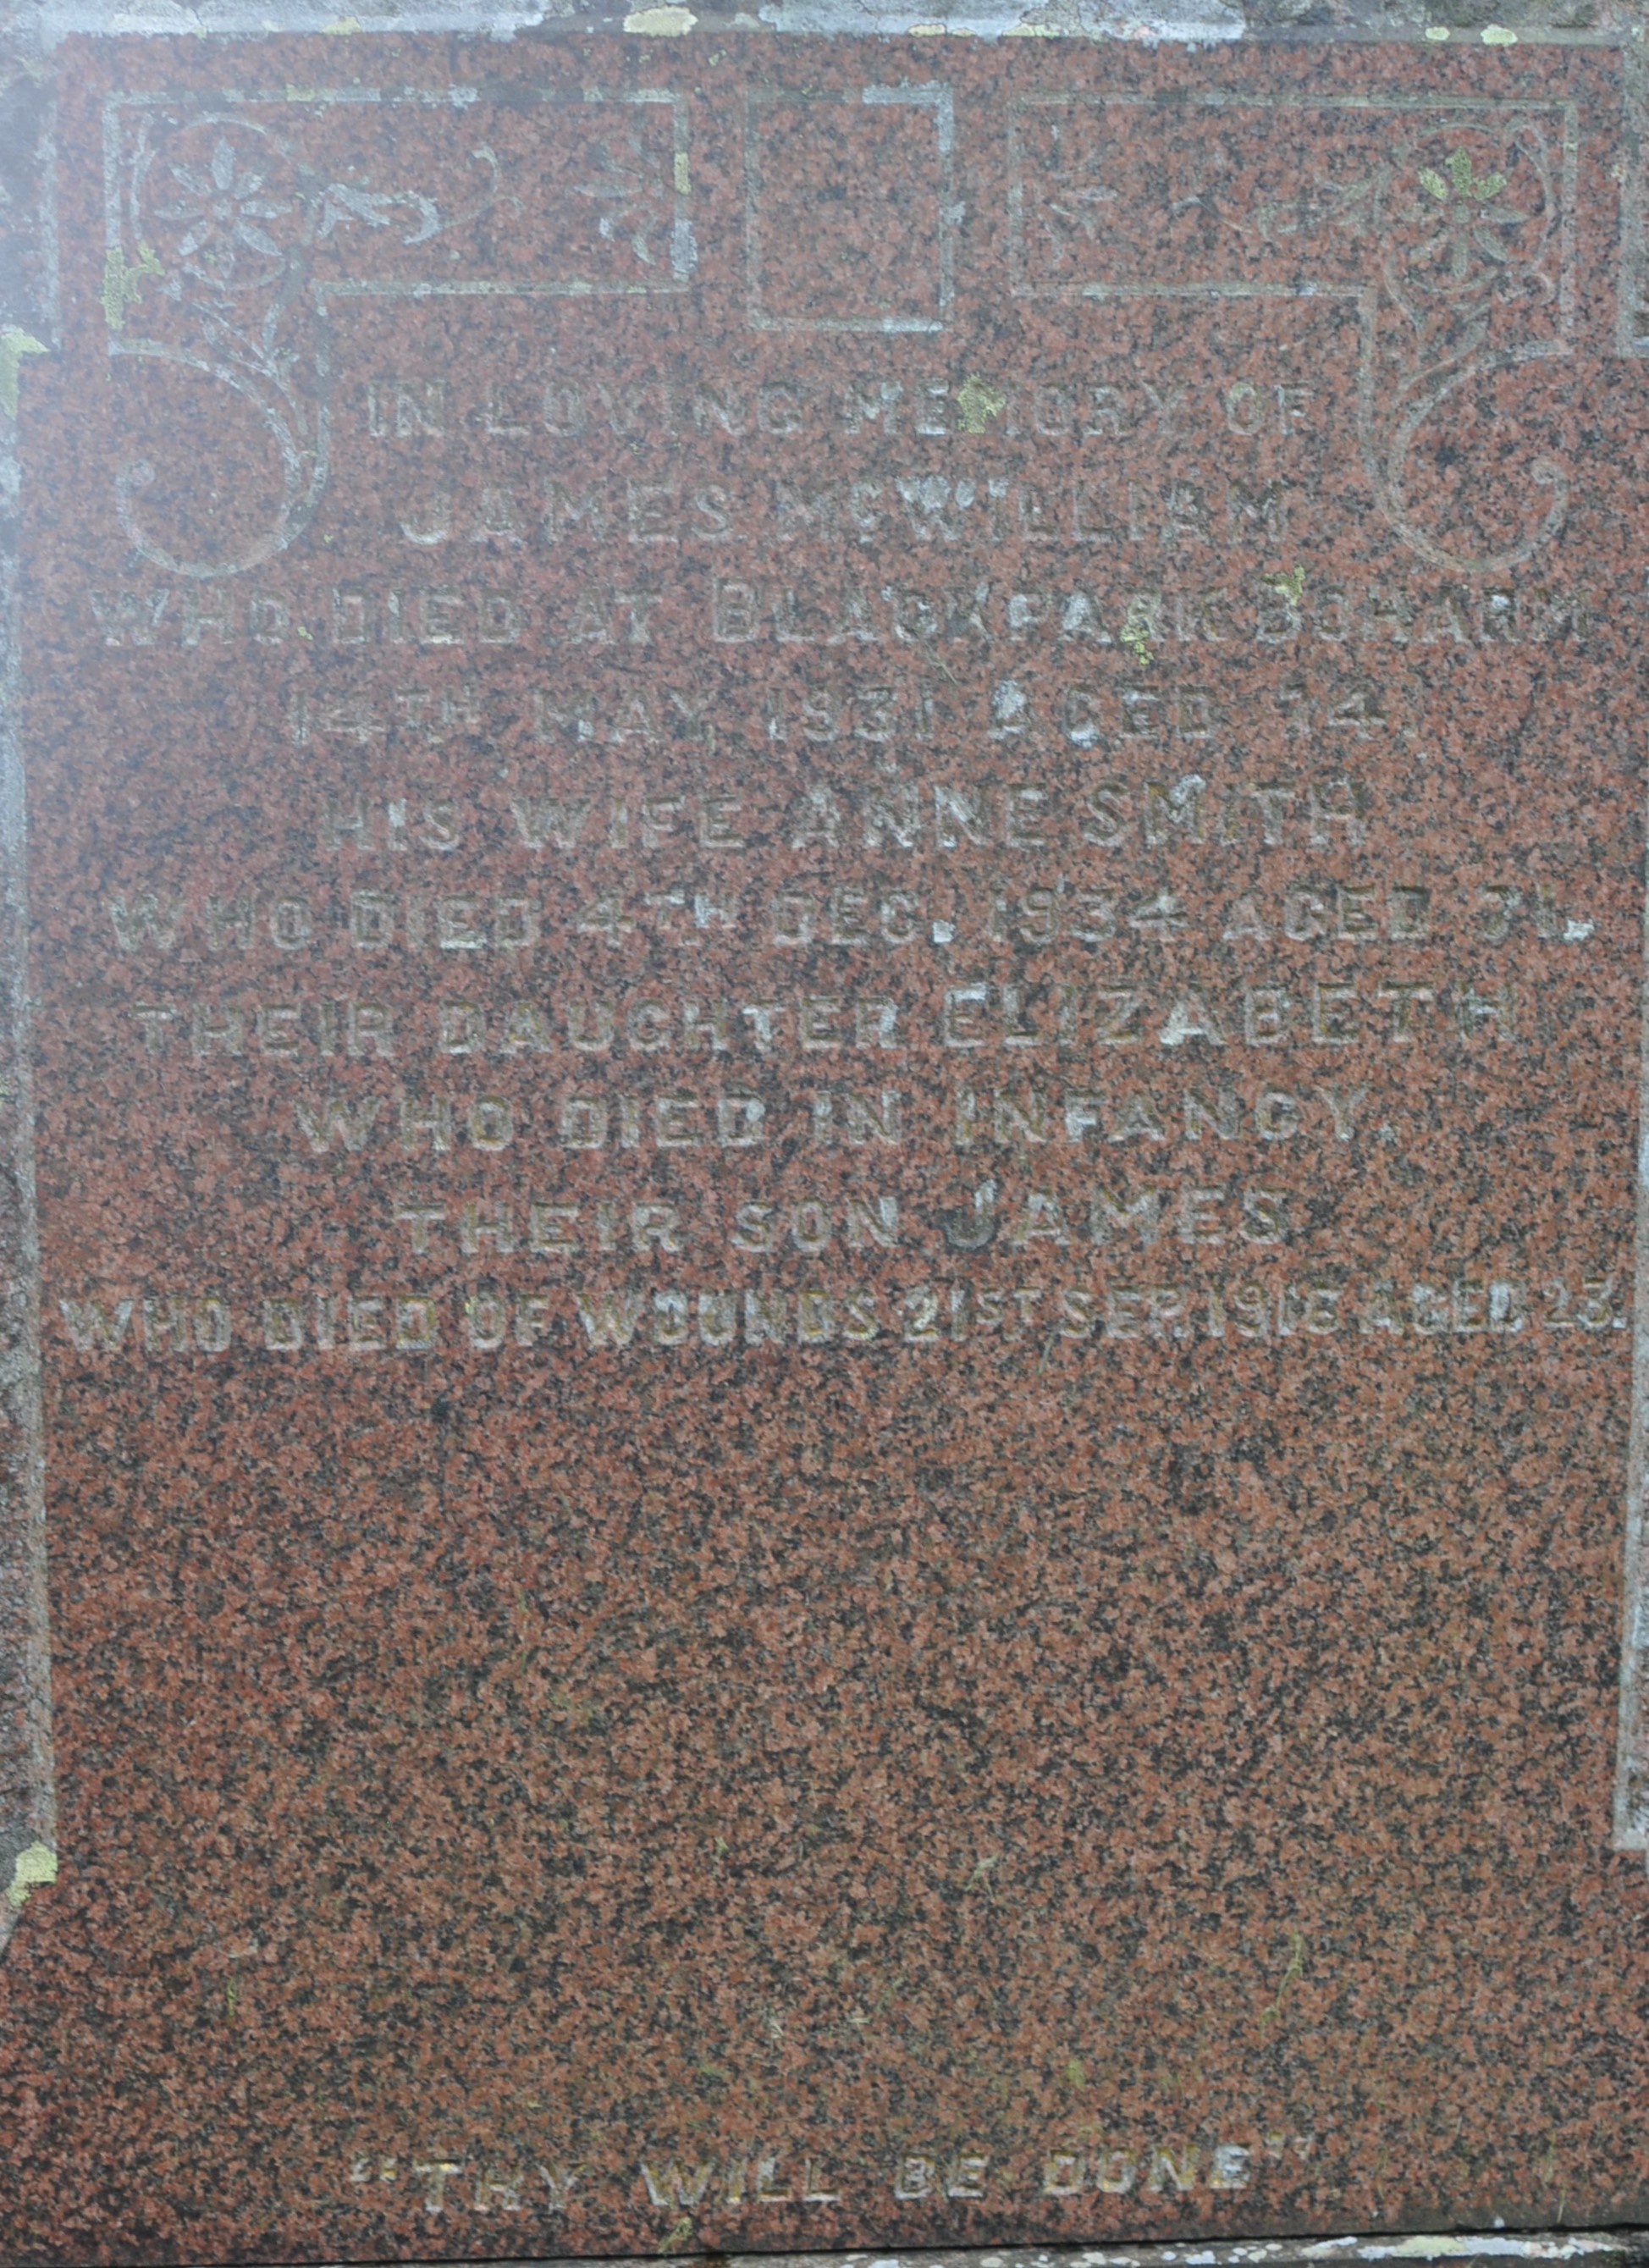 IN LOVING MEMORY OF
JAMES McWILLIAM
WHO DIED AT BLACKPARK BOHARM
14TH MAY 1931 AGED 74.
HIS WIFE ANNE SMITH
WHO DIED 4TH DEC. 1934 AGED 71.
THEIR DAUGHTER ELIZABETH
WHO DIED IN INFANCY.
THEIR SON JAMES
WHO DIED OF WOUNDS 21ST SEP. AGED 23.
"THY WILL BE DONE"